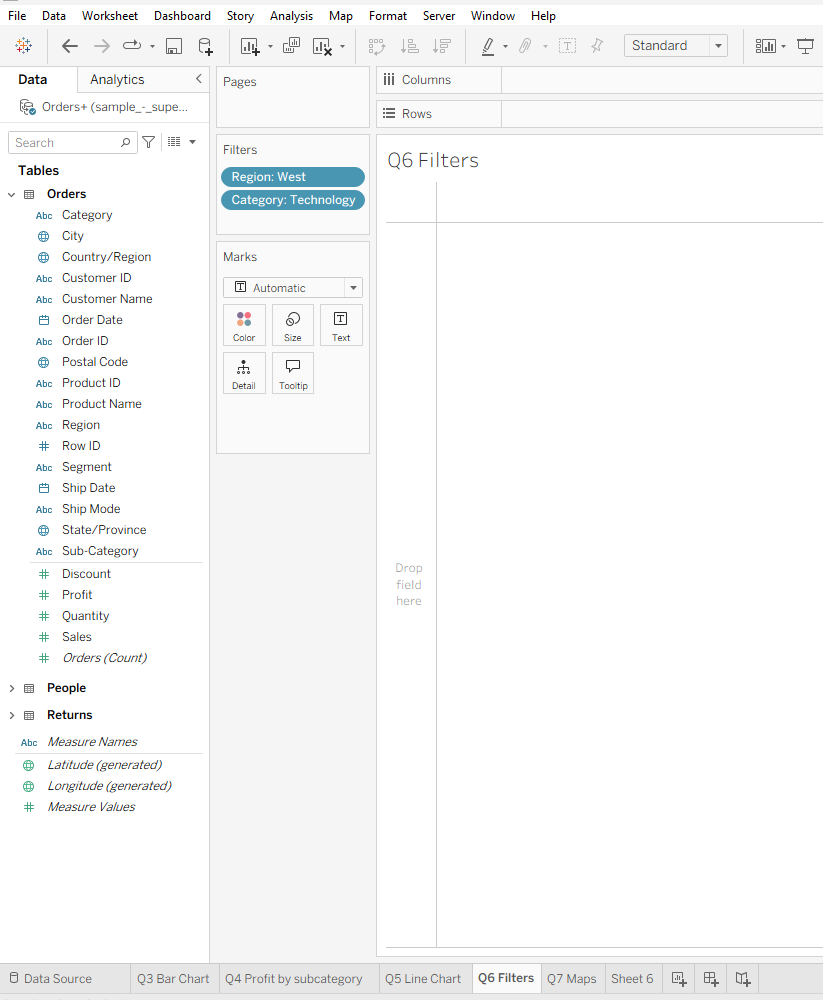 File Data Worksheet Dashboard Story Analysis Map Format Server Window Help
Standard
Data Analytics
Orders+ (sample_-_supe...
Search
Tables
Orders
Abc Category
City
Country/Region
Abc Customer ID
Abc Customer Name
Order Date
Abc Order ID
Postal Code
Abc Product ID
Abc Product Name
Abc Region
Row ID
Abc Segment
Ship Date
Abc Ship Mode
State/Province
Abc Sub-Category
Discount
Profit
Quantity
Sales
Orders (Count)
People
Returns
Abc Measure Names
Latitude (generated)
Longitude (generated)
Measure Values
Pages
Filters
Region: West
Category: Technology
Marks
T Automatic
Color Size T Text
Detail Tooltip
Columns
Rows
Q6 Filters
Drop
field
here
Data Source Q3 Bar Chart Q4 Profit by subcategory Q5 Line Chart Q6 Filters Q7 Maps Sheet 6